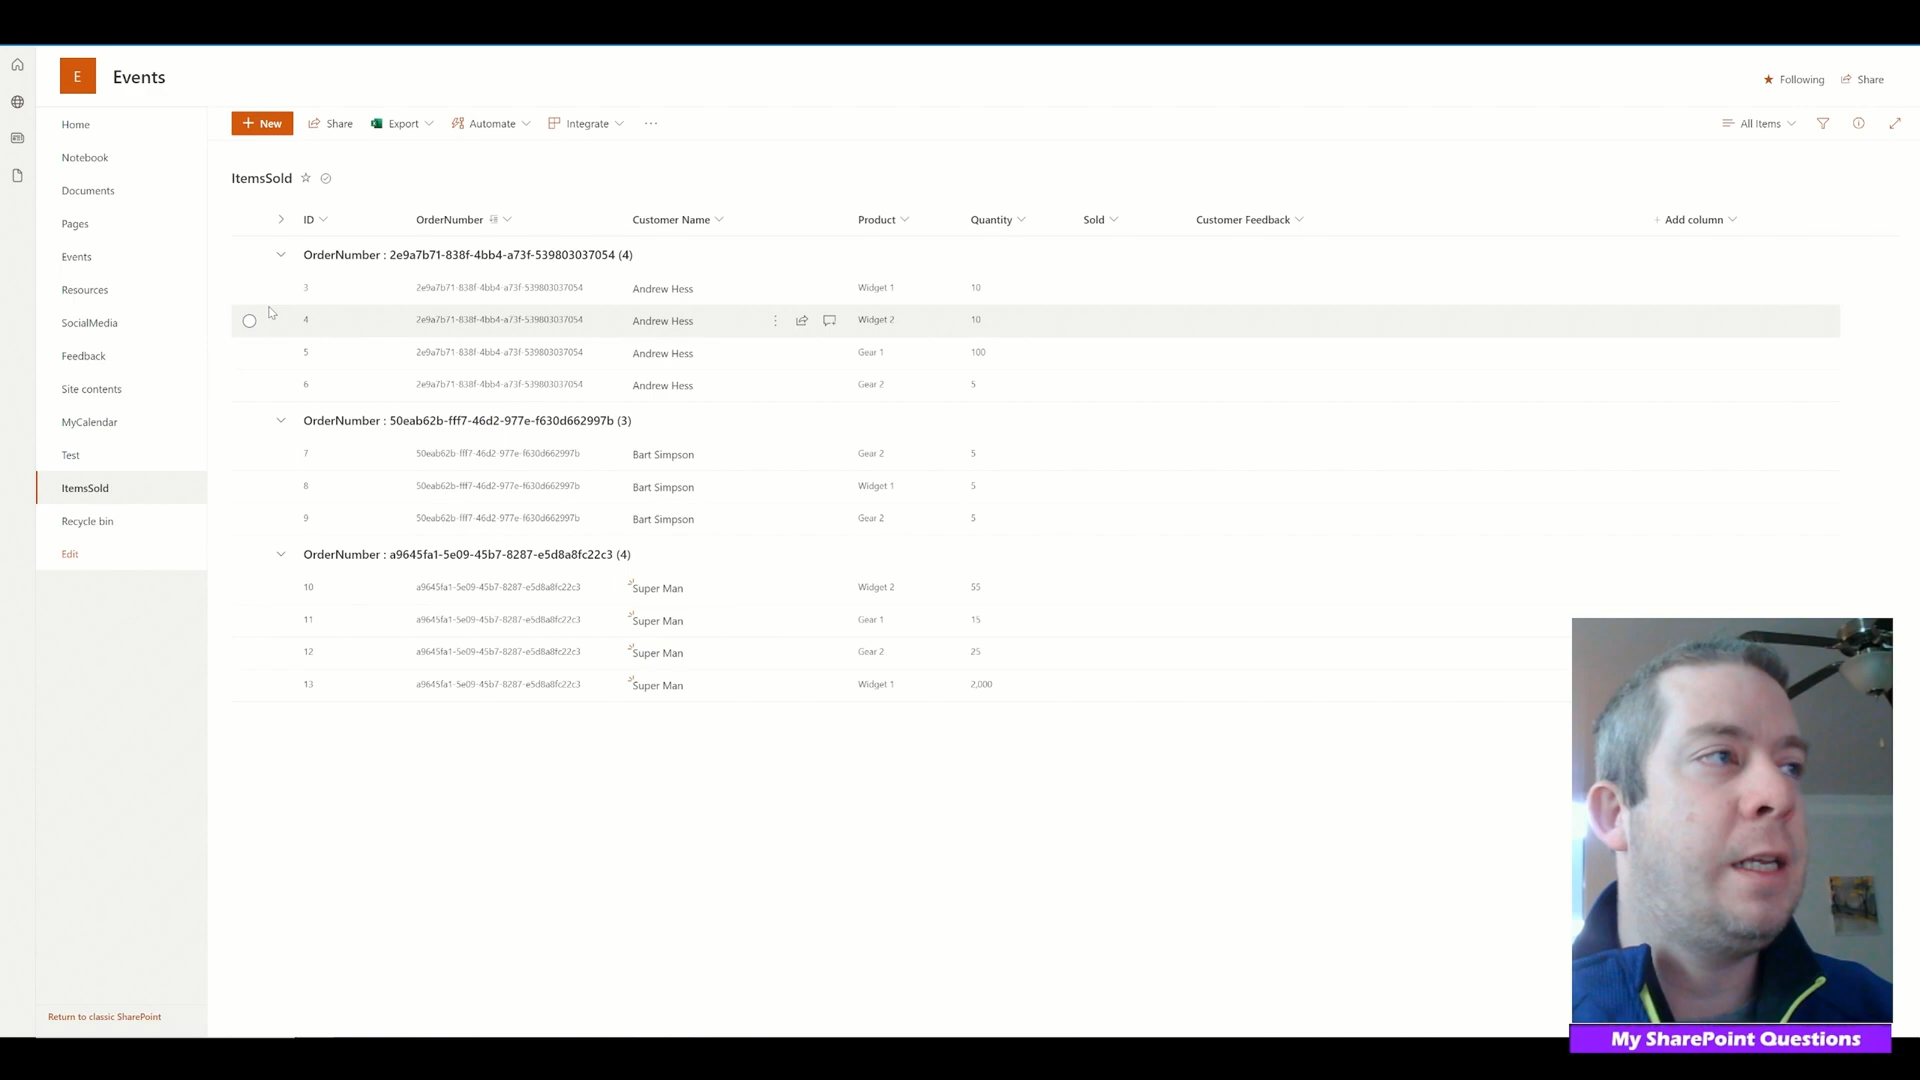 E Events
Following Share
Home
Notebook
Documents
Pages
Events
Resources
SocialMedia
Feedback
Site contents
MyCalendar
Test
ItemsSold
Recycle bin
Edit
Return to classic SharePoint
+ New Share Export Automate Integrate ... All Items
ItemsSold
ID OrderNumber Customer Name Product Quantity Sold Customer Feedback + Add column
OrderNumber : 2e9a7b71-838f-4bb4-a73f-539803037054 (4)
3 2e9a7b71-838f-4bb4-a73f-539803037054 Andrew Hess Widget 1 10
4 2e9a7b71-838f-4bb4-a73f-539803037054 Andrew Hess Widget 2 10
5 2e9a7b71-838f-4bb4-a73f-539803037054 Andrew Hess Gear 1 100
6 2e9a7b71-838f-4bb4-a73f-539803037054 Andrew Hess Gear 2 5
OrderNumber : 50eab62b-fff7-46d2-977e-f630d662997b (3)
7 50eab62b-fff7-46d2-977e-f630d662997b Bart Simpson Gear 2 5
8 50eab62b-fff7-46d2-977e-f630d662997b Bart Simpson Widget 1 5
9 50eab62b-fff7-46d2-977e-f630d662997b Bart Simpson Gear 2 5
OrderNumber : a9645fa1-5e09-45b7-8287-e5d8a8fc22c3 (4)
10 a9645fa1-5e09-45b7-8287-e5d8a8fc22c3 Super Man Widget 2 55
11 a9645fa1-5e09-45b7-8287-e5d8a8fc22c3 Super Man Gear 1 15
12 a9645fa1-5e09-45b7-8287-e5d8a8fc22c3 Super Man Gear 2 25
13 a9645fa1-5e09-45b7-8287-e5d8a8fc22c3 Super Man Widget 1 2,000
My SharePoint Questions